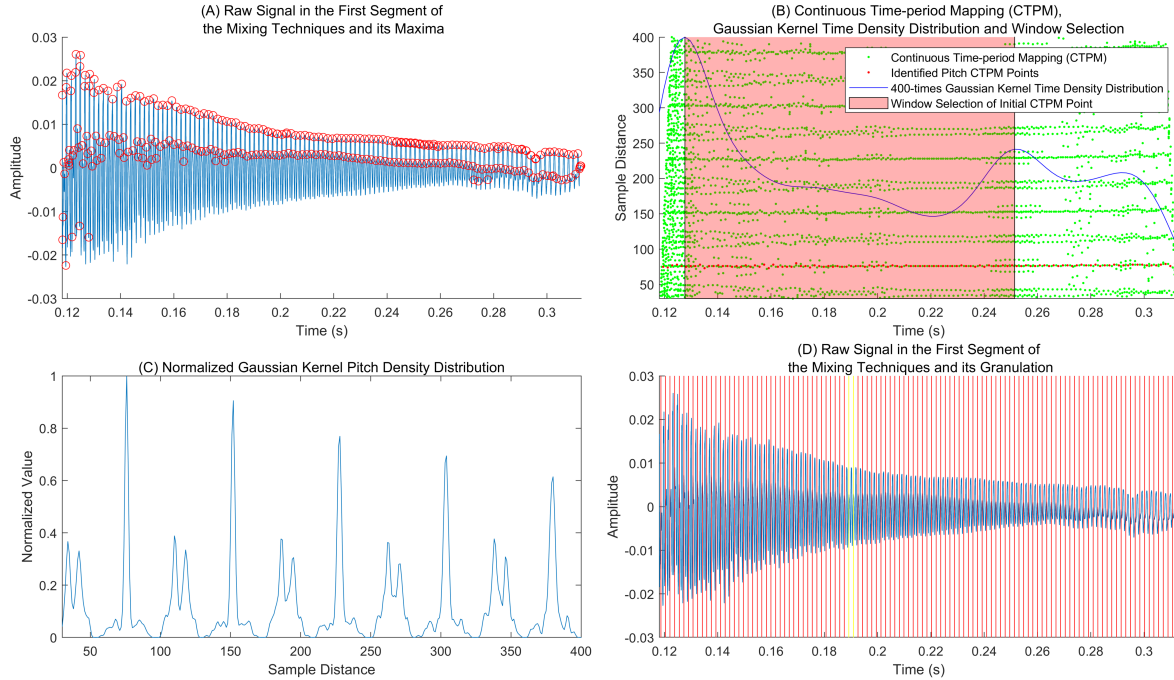 (A) Raw Signal in the First Segment of
the Mixing Techniques and its Maxima
0.03
0.02
0.01
0
-0.01
-0.02
-0.03
Amplitude
0.12 0.14 0.16 0.18 0.2 0.22 0.24 0.26 0.28 0.3
Time (s)
(B) Continuous Time-period Mapping (CTPM),
Gaussian Kernel Time Density Distribution and Window Selection
400
350
300
250
200
150
100
50
Sample Distance
Continuous Time-period Mapping (CTPM)
Identified Pitch CTPM Points
400-times Gaussian Kernel Time Density Distribution
Window Selection of Initial CTPM Point
0.12 0.14 0.16 0.18 0.2 0.22 0.24 0.26 0.28 0.3
Time (s)
(C) Normalized Gaussian Kernel Pitch Density Distribution
1
0.8
0.6
0.4
0.2
0
Normalized Value
50 100 150 200 250 300 350 400
Sample Distance
(D) Raw Signal in the First Segment of
the Mixing Techniques and its Granulation
0.03
0.02
0.01
0
-0.01
-0.02
-0.03
Amplitude
0.12 0.14 0.16 0.18 0.2 0.22 0.24 0.26 0.28 0.3
Time (s)